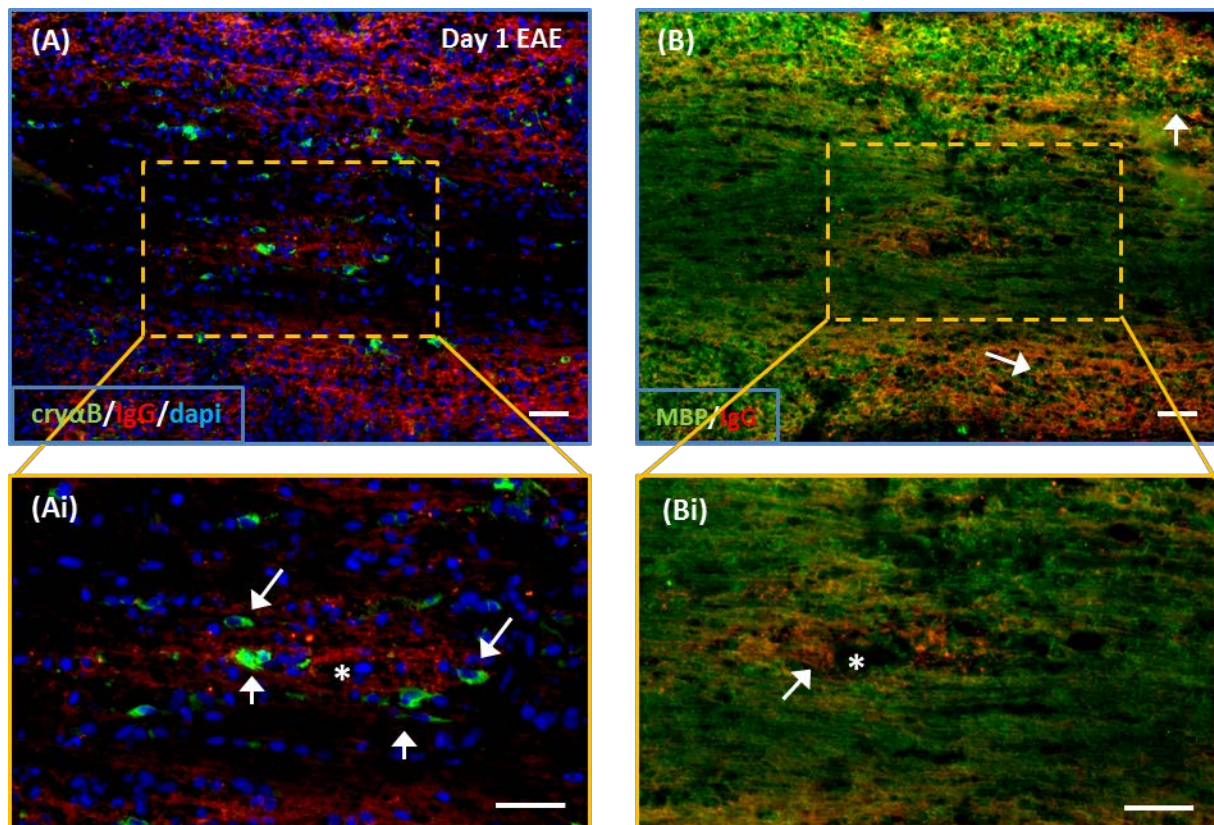 (A)
Day 1 EAE
cryαB/IgG/dapi
(B)
MBP/IgG
(Ai)
*
(Bi)
*